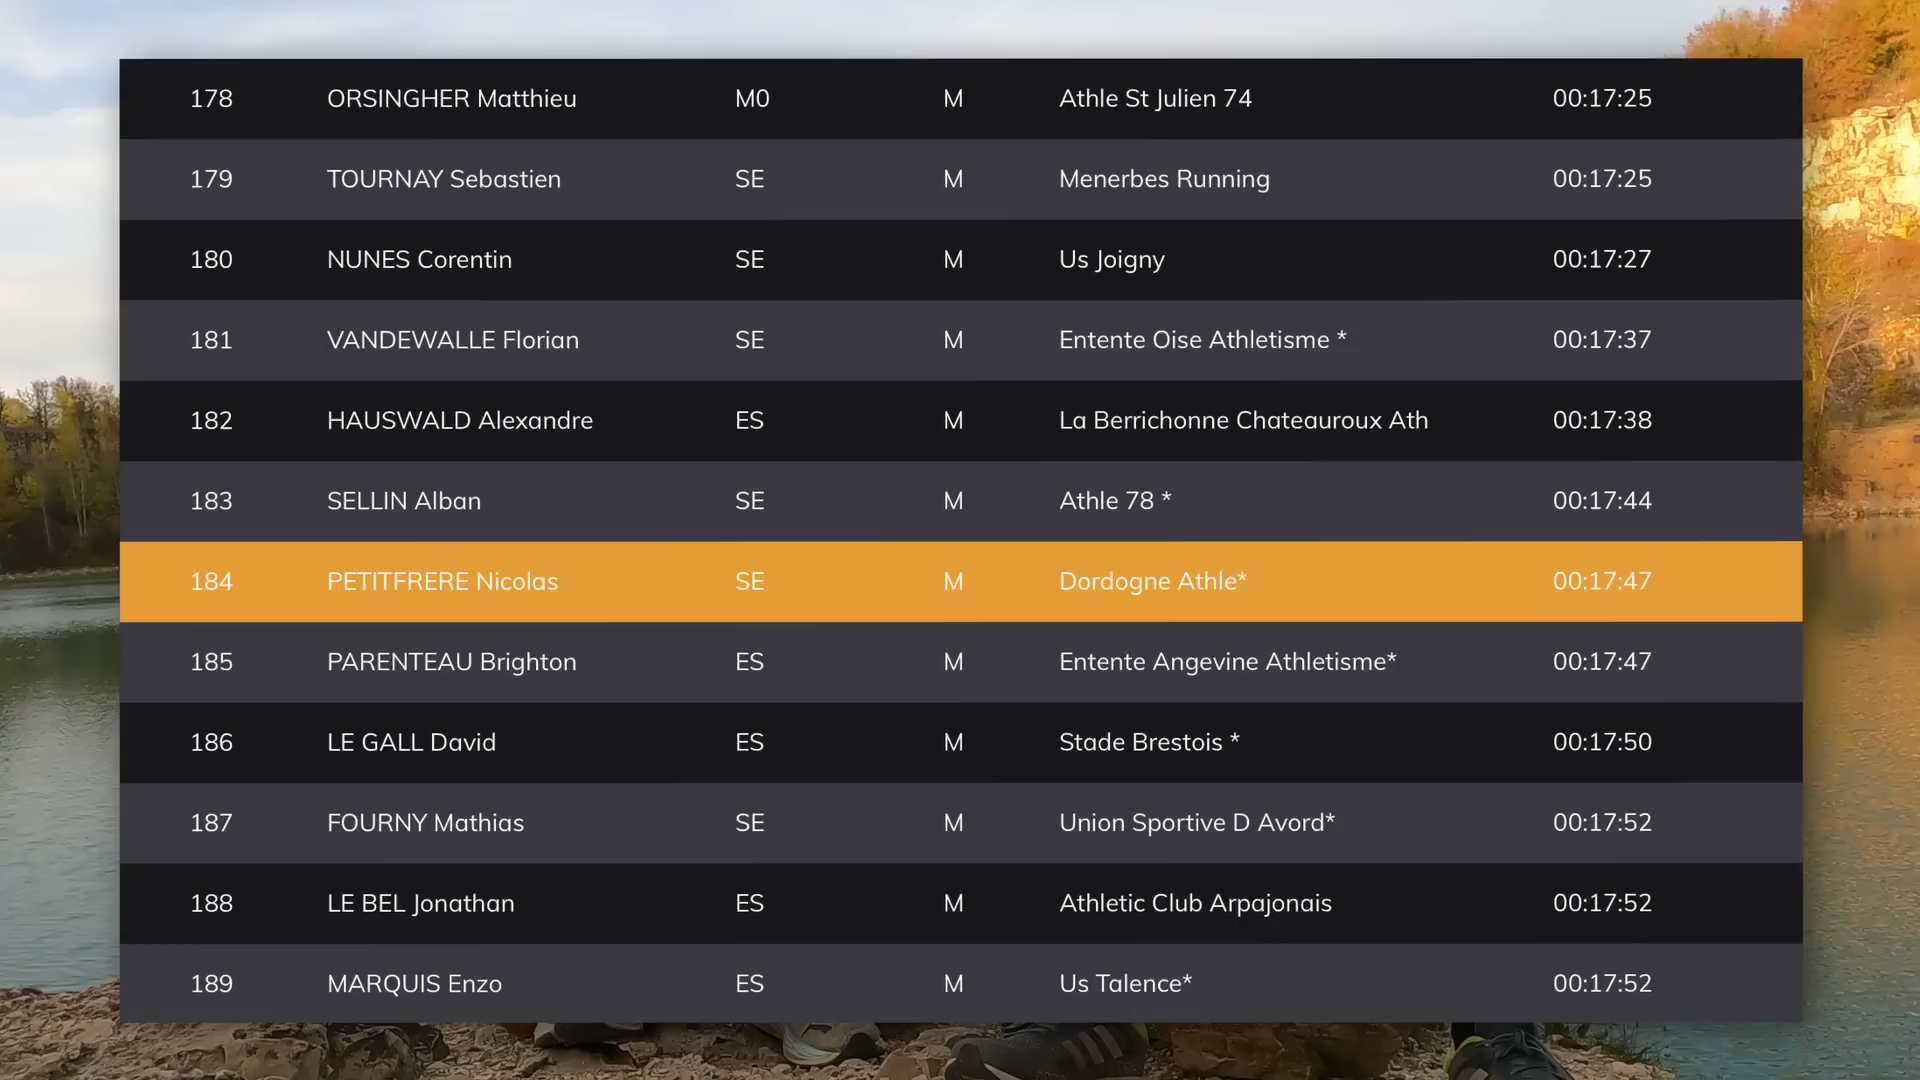 178 ORSINGHER Matthieu M0 M Athle St Julien 74 00:17:25
179 TOURNAY Sebastien SE M Menerbes Running 00:17:25
180 NUNES Corentin SE M Us Joigny 00:17:27
181 VANDEWALLE Florian SE M Entente Oise Athletisme * 00:17:37
182 HAUSWALD Alexandre ES M La Berrichonne Chateauroux Ath 00:17:38
183 SELLIN Alban SE M Athle 78 * 00:17:44
184 PETITFRERE Nicolas SE M Dordogne Athle* 00:17:47
185 PARENTEAU Brighton ES M Entente Angevine Athletisme* 00:17:47
186 LE GALL David ES M Stade Brestois * 00:17:50
187 FOURNY Mathias SE M Union Sportive D Avord* 00:17:52
188 LE BEL Jonathan ES M Athletic Club Arpajonais 00:17:52
189 MARQUIS Enzo ES M Us Talence* 00:17:52